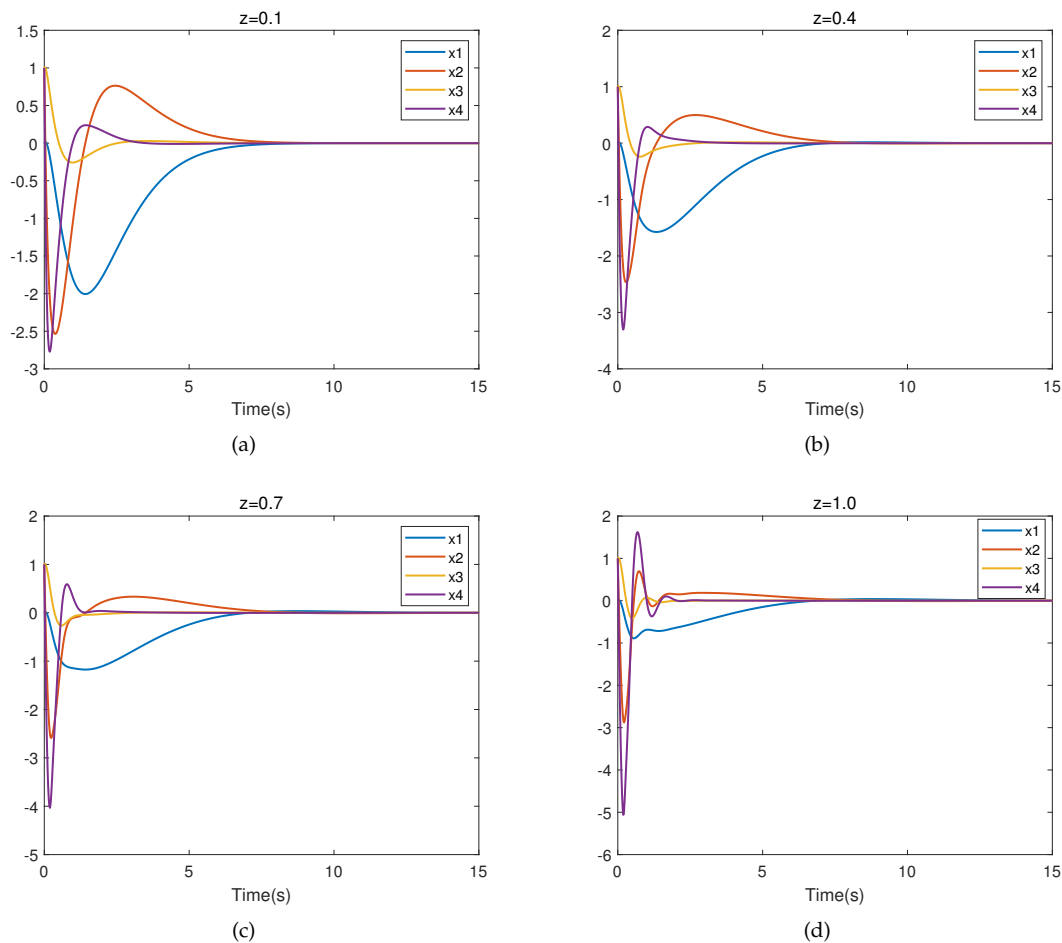 z=0.1
1.5
1
0.5
0
-0.5
-1
-1.5
-2
-2.5
-3
0 5 10 15
Time(s)
x1
x2
x3
x4
(a)
z=0.4
2
1
0
-1
-2
-3
-4
0 5 10 15
Time(s)
x1
x2
x3
x4
(b)
z=0.7
2
1
0
-1
-2
-3
-4
-5
0 5 10 15
Time(s)
x1
x2
x3
x4
(c)
z=1.0
2
1
0
-1
-2
-3
-4
-5
-6
0 5 10 15
Time(s)
x1
x2
x3
x4
(d)